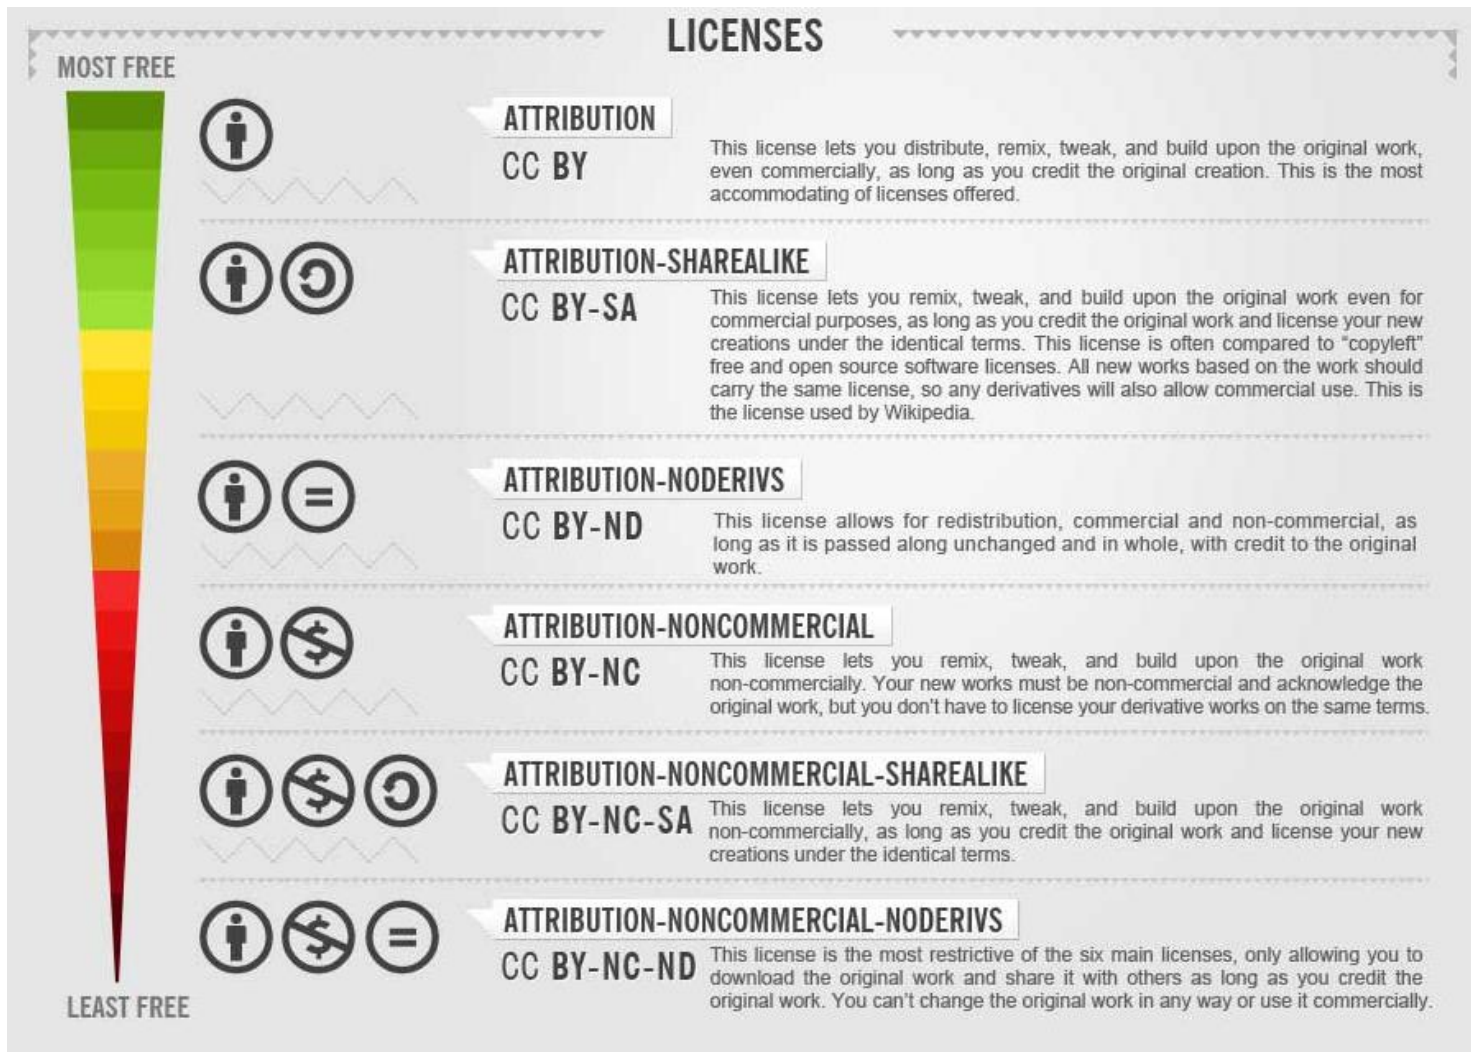 LICENSES
MOST FREE
ATTRIBUTION
CC BY
This license lets you distribute, remix, tweak, and build upon the original work,
even commercially, as long as you credit the original creation. This is the most
accommodating of licenses offered.
ATTRIBUTION-SHAREALIKE
CC BY-SA
This license lets you remix, tweak, and build upon the original work even for
commercial purposes, as long as you credit the original work and license your new
creations under the identical terms. This license is often compared to “copyleft”
free and open source software licenses. All new works based on the work should
carry the same license, so any derivatives will also allow commercial use. This is
the license used by Wikipedia.
ATTRIBUTION-NODERIVS
CC BY-ND
This license allows for redistribution, commercial and non-commercial, as
long as it is passed along unchanged and in whole, with credit to the original
work.
ATTRIBUTION-NONCOMMERCIAL
CC BY-NC
This license lets you remix, tweak, and build upon the original work
non-commercially. Your new works must be non-commercial and acknowledge the
original work, but you don't have to license your derivative works on the same terms.
ATTRIBUTION-NONCOMMERCIAL-SHAREALIKE
CC BY-NC-SA
This license lets you remix, tweak, and build upon the original work
non-commercially, as long as you credit the original work and license your new
creations under the identical terms.
ATTRIBUTION-NONCOMMERCIAL-NODERIVS
CC BY-NC-ND
This license is the most restrictive of the six main licenses, only allowing you to
download the original work and share it with others as long as you credit the
original work. You can't change the original work in any way or use it commercially.
LEAST FREE